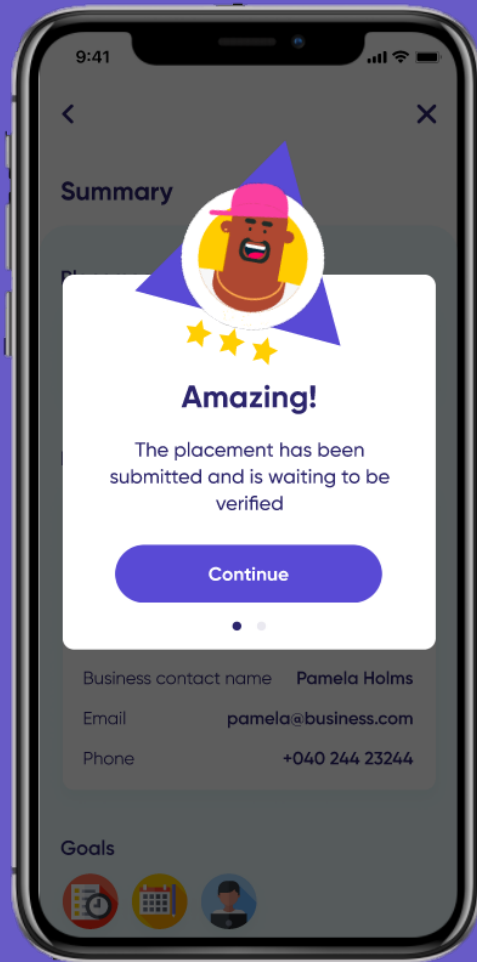 9:41
Summary
Amazing!
The placement has been
submitted and is waiting to be
verified
Continue
Business contact name Pamela Holms
Email pamela@business.com
Phone +040 244 23244
Goals